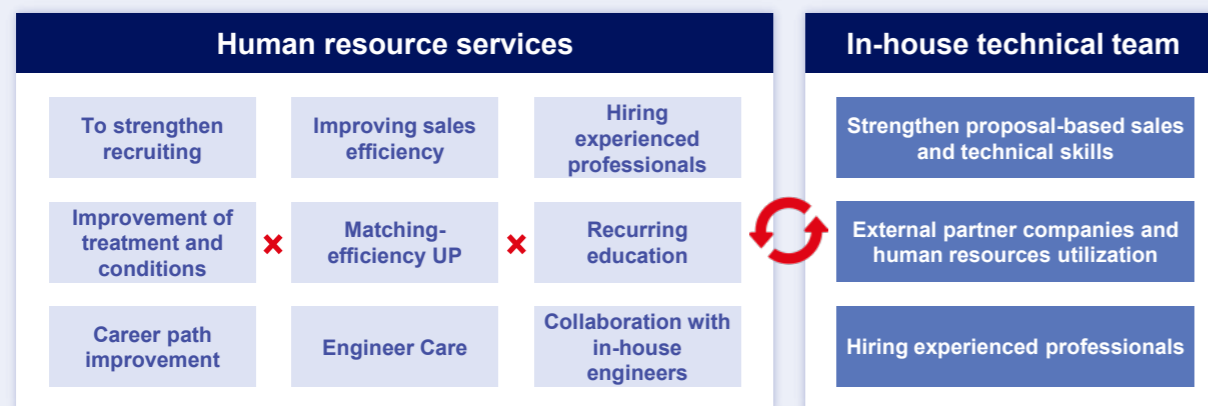 Human resource services
To strengthen
recruiting
Improving sales
efficiency
Hiring
experienced
professionals
Improvement of
treatment and
conditions
×
Matching-
efficiency UP
×
Recurring
education
Career path
improvement
Engineer Care
Collaboration with
in-house
engineers
In-house technical team
Strengthen proposal-based sales
and technical skills
External partner companies and
human resources utilization
Hiring experienced professionals